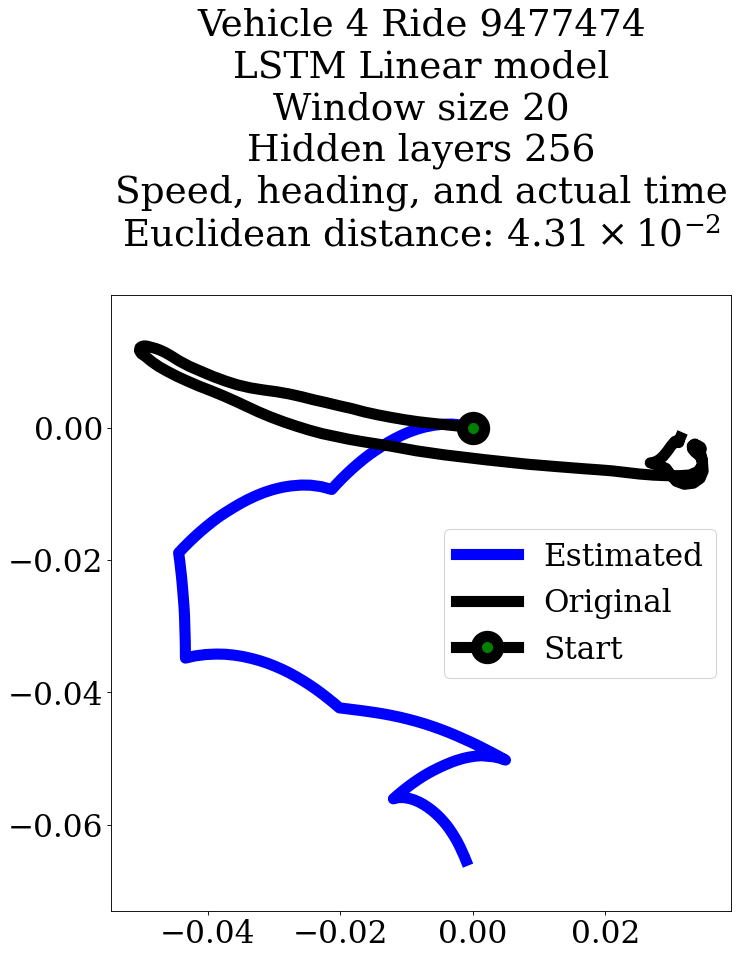 Vehicle 4 Ride 9477474
LSTM Linear model
Window size 20
Hidden layers 256
Speed, heading, and actual time
Euclidean distance: 4.31 × 10⁻²
0.00
−0.02
−0.04
−0.06
Estimated
Original
Start
−0.04 −0.02 0.00 0.02